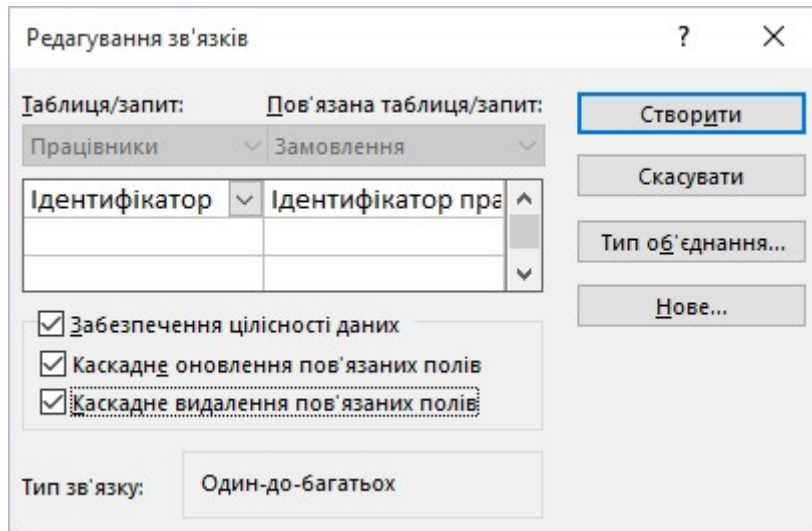 Редагування зв'язків ?
Таблиця/запит: Пов'язана таблиця/запит:
Створити
Працівники Замовлення
Скасувати
Ідентифікатор Ідентифікатор пра
Тип об'єднання...
Нове...
Забезпечення цілісності даних
Каскадне оновлення пов'язаних полів
Каскадне видалення пов'язаних полів
Тип зв'язку: Один-до-багатьох